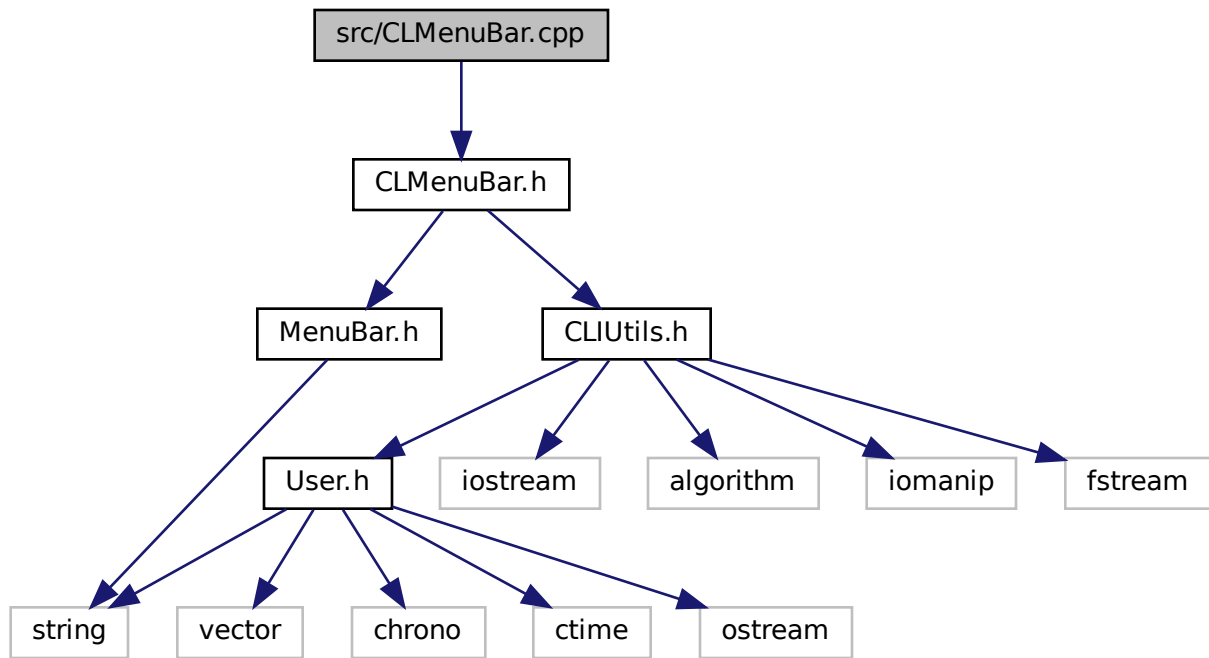 src/CLMenuBar.cpp
CLMenuBar.h
MenuBar.h
CLIUtils.h
User.h
iostream
algorithm
iomanip
fstream
string
vector
chrono
ctime
ostream